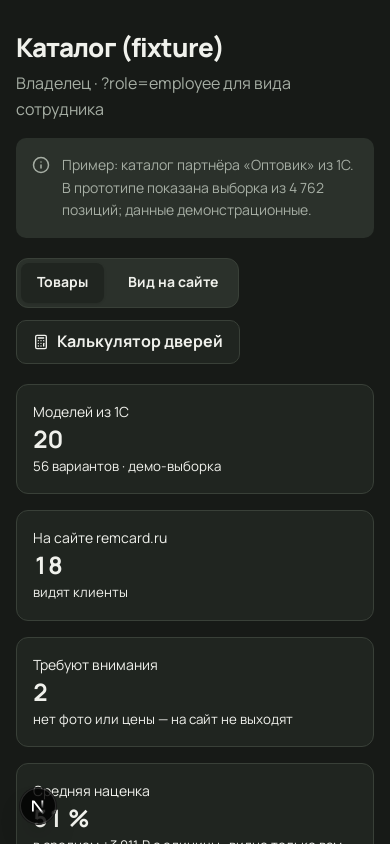 Каталог (fixture)
Владелец · ?role=employee для вида
сотрудника
Пример: каталог партнёра «Оптовик» из 1С.
В прототипе показана выборка из 4 762
позиций; данные демонстрационные.
Товары
Вид на сайте
Калькулятор дверей
Моделей из 1С
20
56 вариантов · демо-выборка
На сайте remcard.ru
18
видят клиенты
Требуют внимания
2
нет фото или цены — на сайт не выходят
Средняя наценка
51 %
N